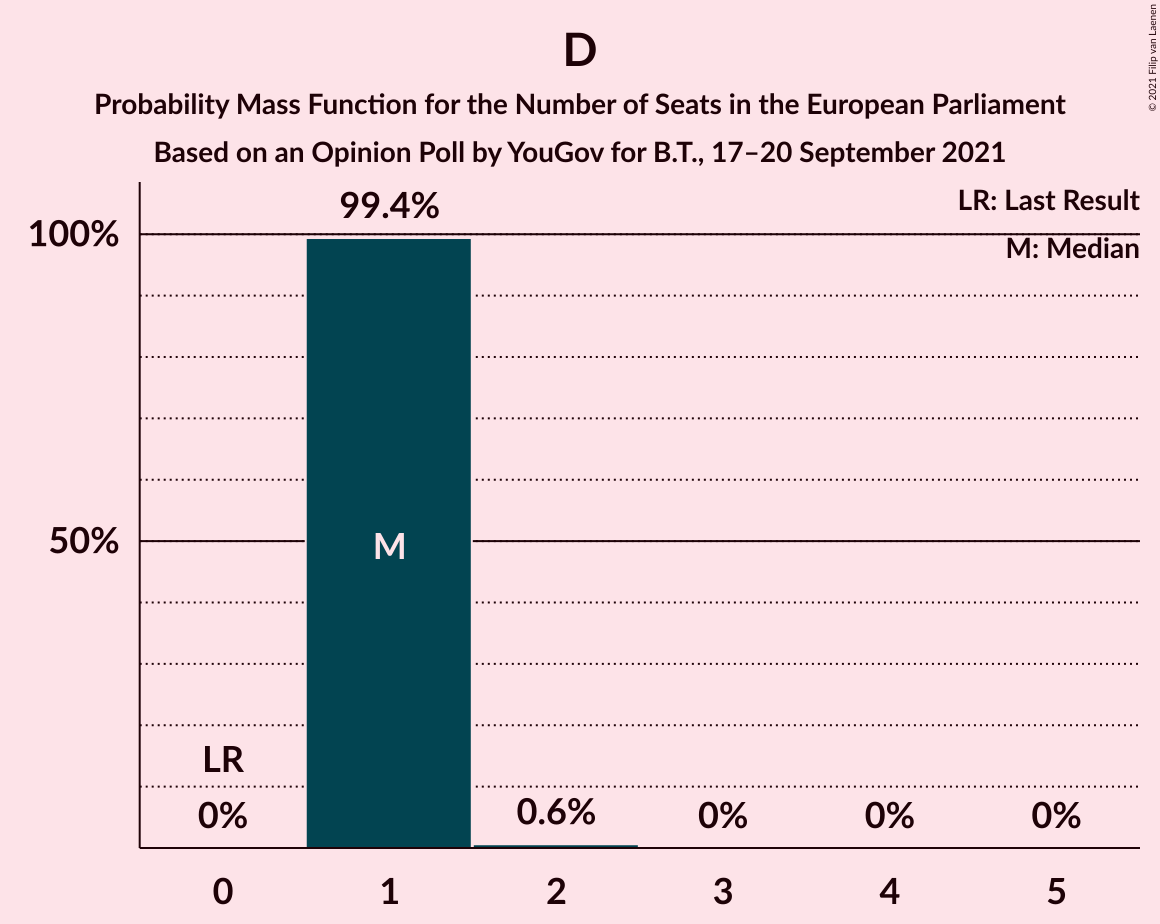 D
Probability Mass Function for the Number of Seats in the European Parliament
Based on an Opinion Poll by YouGov for B.T., 17–20 September 2021
© 2021 Filip van Laenen
LR: Last Result
M: Median
99.4%
100%
50%
M
LR
0%
0.6%
0%
0%
0%
0 1 2 3 4 5